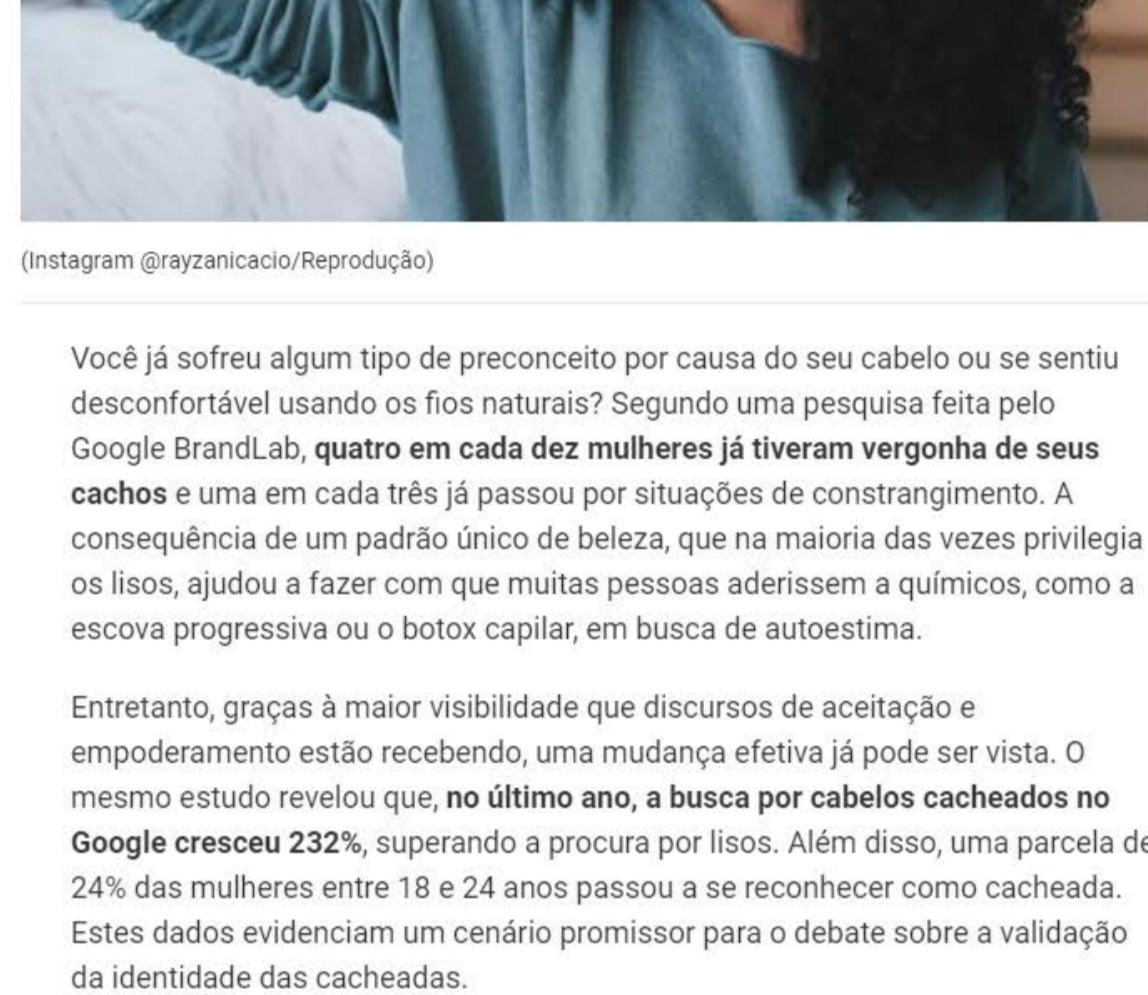 (Instagram @rayzanicacio/Reprodução)
Você já sofreu algum tipo de preconceito por causa do seu cabelo ou se sentiu
desconfortável usando os fios naturais? Segundo uma pesquisa feita pelo
Google BrandLab, quatro em cada dez mulheres já tiveram vergonha de seus
cachos e uma em cada três já passou por situações de constrangimento. A
consequência de um padrão único de beleza, que na maioria das vezes privilegia
os lisos, ajudou a fazer com que muitas pessoas aderissem a químicos, como a
escova progressiva ou o botox capilar, em busca de autoestima.
Entretanto, graças à maior visibilidade que discursos de aceitação e
empoderamento estão recebendo, uma mudança efetiva já pode ser vista. O
mesmo estudo revelou que, no último ano, a busca por cabelos cacheados no
Google cresceu 232%, superando a procura por lisos. Além disso, uma parcela de
24% das mulheres entre 18 e 24 anos passou a se reconhecer como cacheada.
Estes dados evidenciam um cenário promissor para o debate sobre a validação
da identidade das cacheadas.